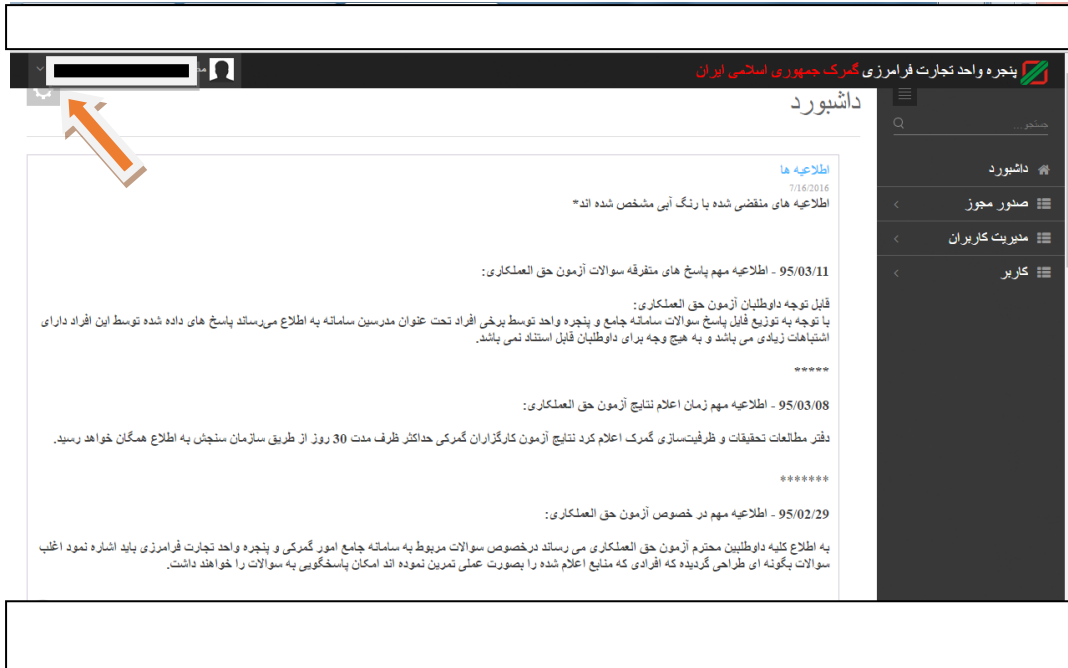 پنجره واحد تجارت فرامرزی گمرک جمهوری اسلامی ایران
جستجو...
داشبورد
صدور مجوز
مدیریت کاربران
کاربر
داشبورد
اطلاعیه ها
7/16/2016
اطلاعیه های منقضی شده با رنگ آبی مشخص شده اند*
95/03/11 - اطلاعیه مهم پاسخ های متفرقه سوالات آزمون حق العملکاری:
قابل توجه داوطلبان آزمون حق العملکاری:
با توجه به توزیع فایل پاسخ سوالات سامانه جامع و پنجره واحد توسط برخی افراد تحت عنوان مدرسین سامانه به اطلاع می‌رساند پاسخ های داده شده توسط این افراد دارای
اشتباهات زیادی می باشد و به هیچ وجه برای داوطلبان قابل استناد نمی باشد.
*****
95/03/08 - اطلاعیه مهم زمان اعلام نتایج آزمون حق العملکاری:
دفتر مطالعات تحقیقات و ظرفیت‌سازی گمرک اعلام کرد نتایج آزمون کارگزاران گمرکی حداکثر ظرف مدت 30 روز از طریق سازمان سنجش به اطلاع همگان خواهد رسید.
*******
95/02/29 - اطلاعیه مهم در خصوص آزمون حق العملکاری:
به اطلاع کلیه داوطلبین محترم آزمون حق العملکاری می رساند درخصوص سوالات مربوط به سامانه جامع امور گمرکی و پنجره واحد تجارت فرامرزی باید اشاره نمود اغلب
سوالات بگونه ای طراحی گردیده که افرادی که منابع اعلام شده را بصورت عملی تمرین نموده اند امکان پاسخگویی به سوالات را خواهند داشت.